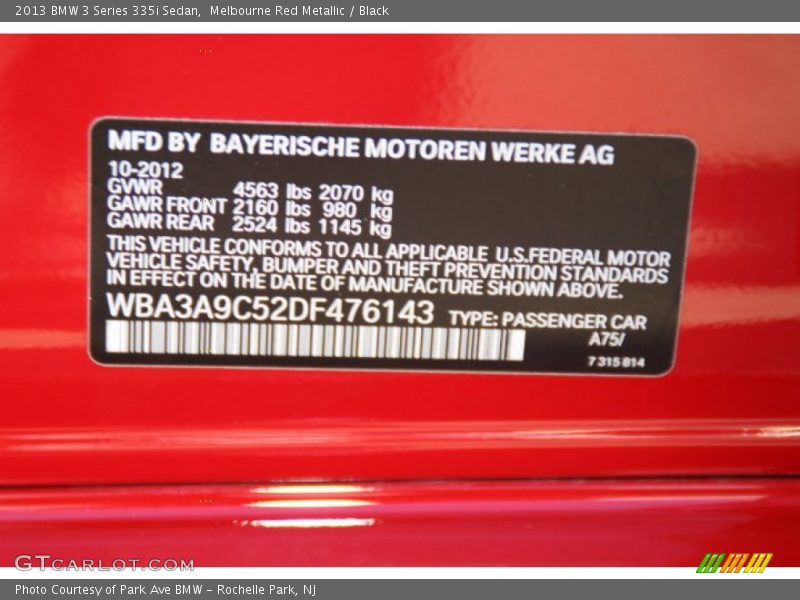 2013 BMW 3 Series 335i Sedan,  Melbourne Red Metallic / Black
MFD BY BAYERISCHE MOTOREN WERKE AG
10-2012
GVWR 4563 lbs 2070 kg
GAWR FRONT 2160 lbs 980 kg
GAWR REAR 2524 lbs 1145 kg
THIS VEHICLE CONFORMS TO ALL APPLICABLE U.S.FEDERAL MOTOR
VEHICLE SAFETY, BUMPER AND THEFT PREVENTION STANDARDS
IN EFFECT ON THE DATE OF MANUFACTURE SHOWN ABOVE.
WBA3A9C52DF476143 TYPE: PASSENGER CAR
A75/
7 315 814
GTCARLOT.COM
Photo Courtesy of Park Ave BMW - Rochelle Park, NJ